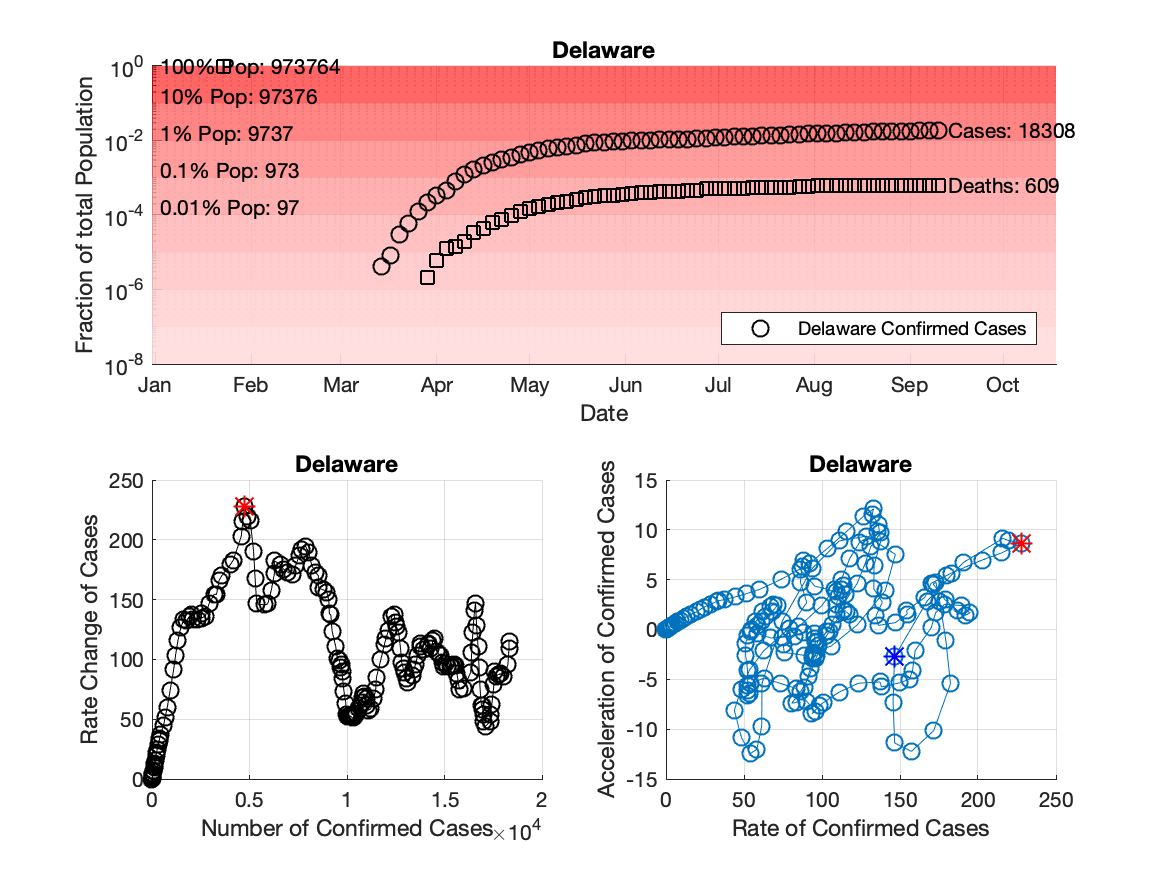 Delaware
10^0
10^-2
10^-4
10^-6
10^-8
Fraction of total Population
100% Pop: 973764
10% Pop: 97376
1% Pop: 9737
0.1% Pop: 973
0.01% Pop: 97
Cases: 18308
Deaths: 609
Delaware Confirmed Cases
Jan Feb Mar Apr May Jun Jul Aug Sep Oct
Date
Delaware
250
200
150
100
50
0
Rate Change of Cases
0 0.5 1 1.5 2
Number of Confirmed Cases ×10^4
Delaware
15
10
5
0
-5
-10
-15
Acceleration of Confirmed Cases
0 50 100 150 200 250
Rate of Confirmed Cases